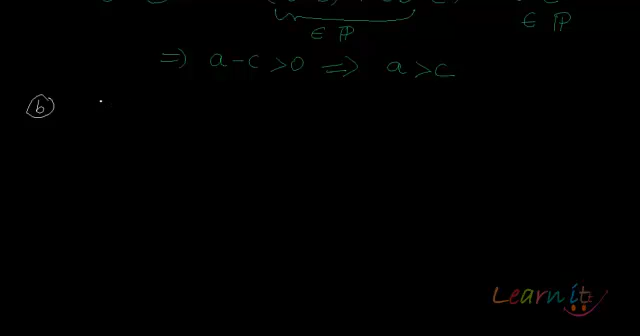 ∈ ℙ
∈ ℙ
⇒ a - c > 0 ⇒ a > c
b
Learnit